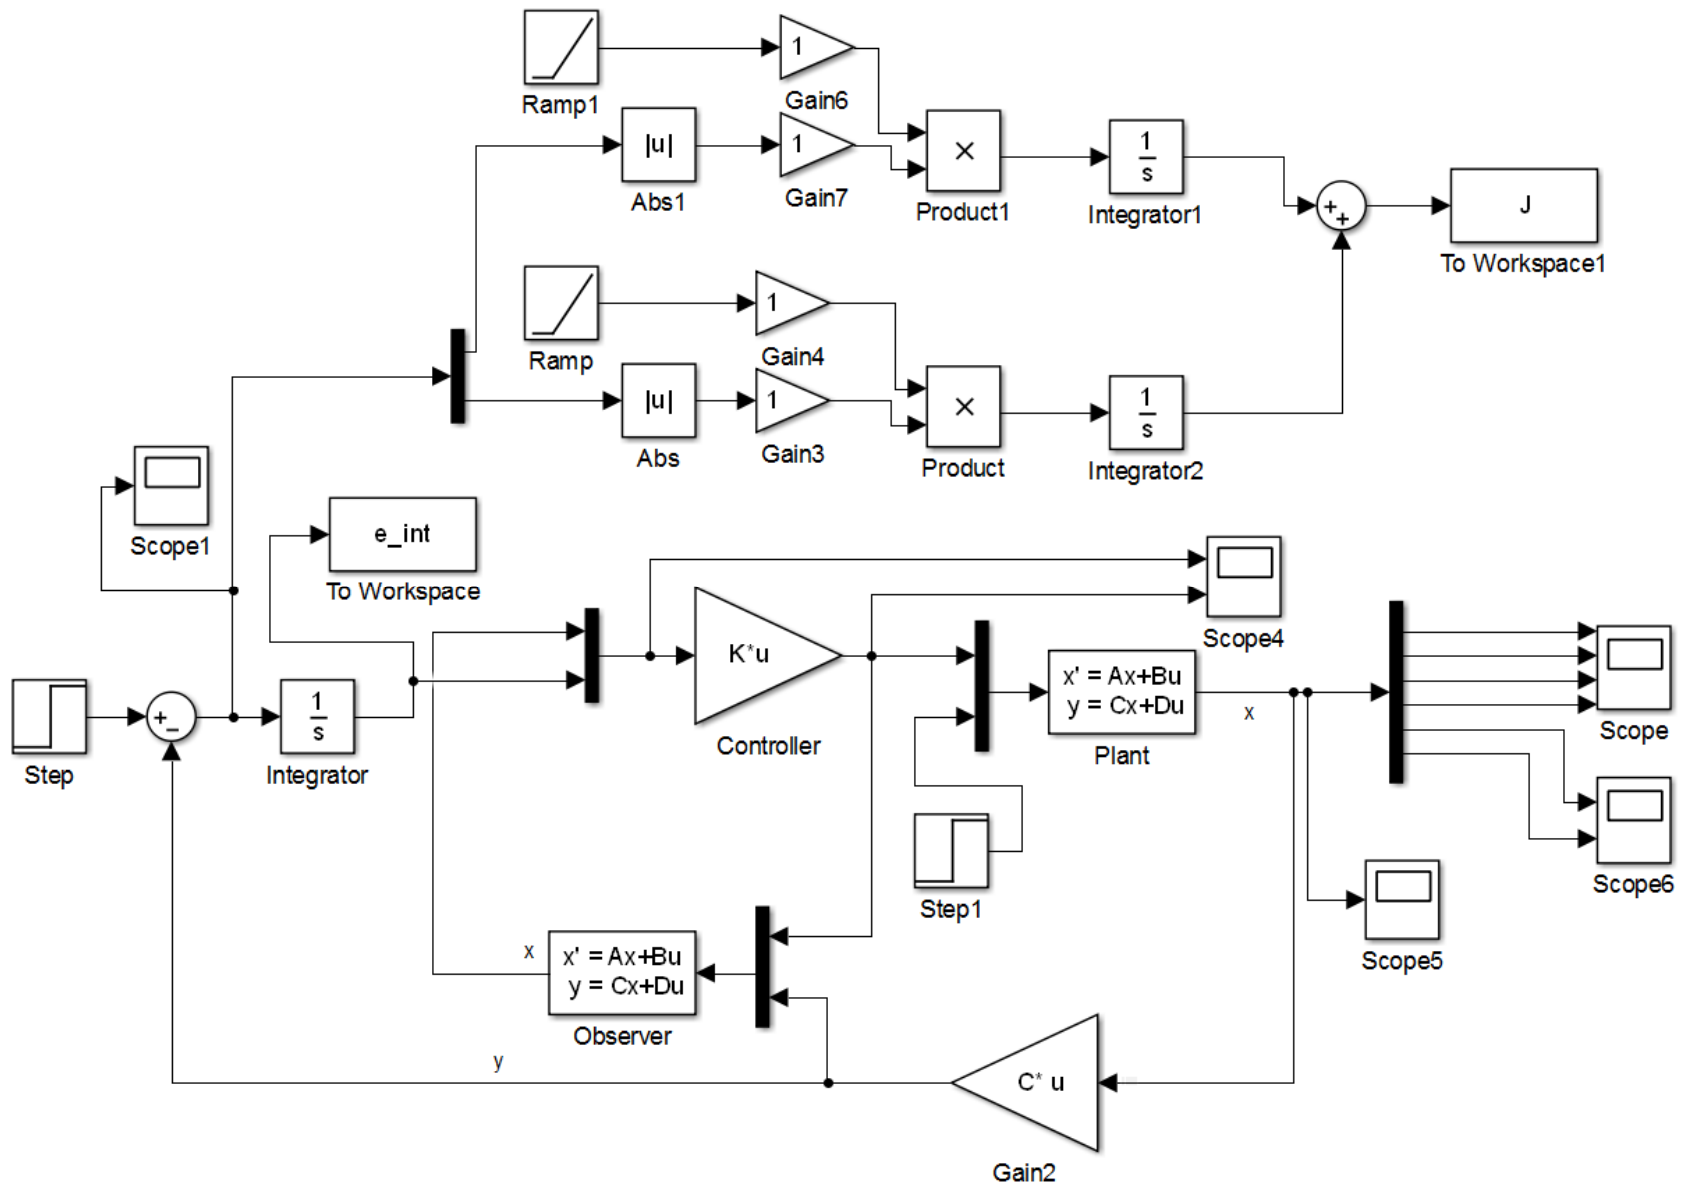 1
Ramp1
Gain6
|u|
1
×
1
s
Abs1
Gain7
Product1
Integrator1
+
+
J
To Workspace1
1
Ramp
Gain4
|u|
1
×
1
s
Abs
Gain3
Product
Integrator2
Scope1
e_int
To Workspace
Scope4
K*u
Controller
x' = Ax+Bu
y = Cx+Du
Plant
x
Scope
+
−
1
s
Step
Integrator
Step1
Scope6
Scope5
x
x' = Ax+Bu
y = Cx+Du
Observer
y
C* u
Gain2